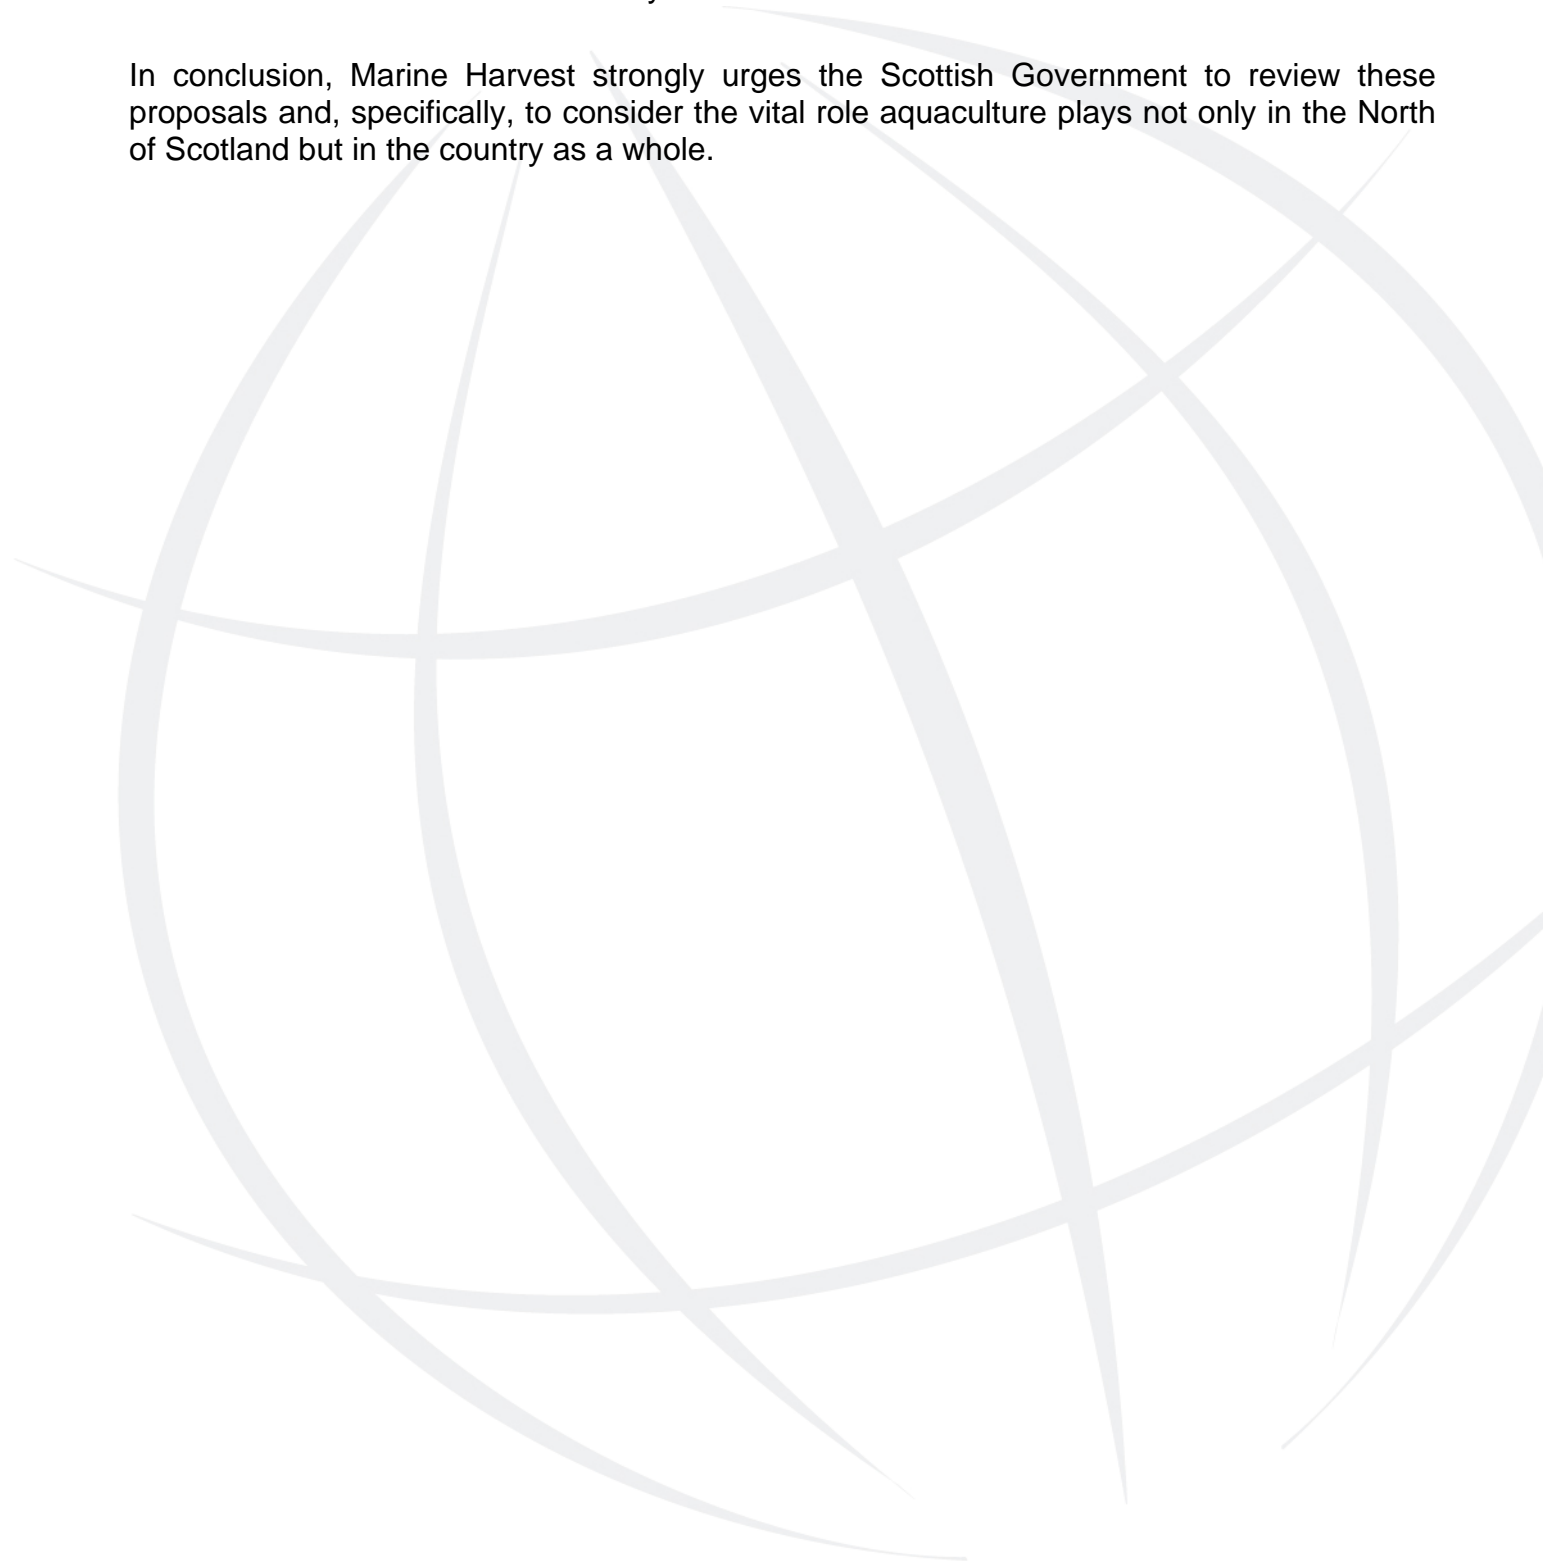 In conclusion, Marine Harvest strongly urges the Scottish Government to review these
proposals and, specifically, to consider the vital role aquaculture plays not only in the North
of Scotland but in the country as a whole.